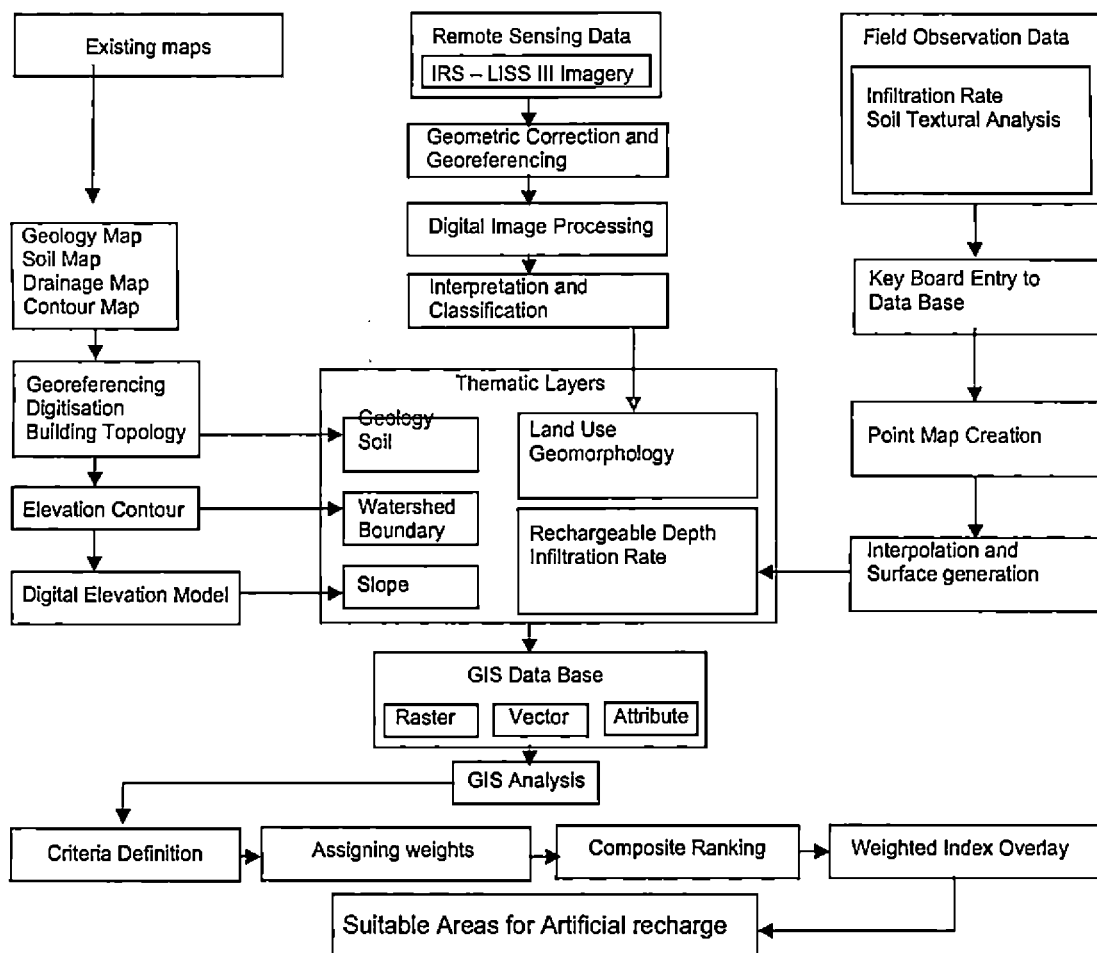 Existing maps
Remote Sensing Data
IRS – LISS III Imagery
Field Observation Data
Infiltration Rate
Soil Textural Analysis
Geometric Correction and
Georeferencing
Digital Image Processing
Interpretation and
Classification
Geology Map
Soil Map
Drainage Map
Contour Map
Key Board Entry to
Data Base
Georeferencing
Digitisation
Building Topology
Thematic Layers
Geology
Soil
Land Use
Geomorphology
Point Map Creation
Elevation Contour
Watershed
Boundary
Rechargeable Depth
Infiltration Rate
Interpolation and
Surface generation
Digital Elevation Model
Slope
GIS Data Base
Raster
Vector
Attribute
GIS Analysis
Criteria Definition
Assigning weights
Composite Ranking
Weighted Index Overlay
Suitable Areas for Artificial recharge